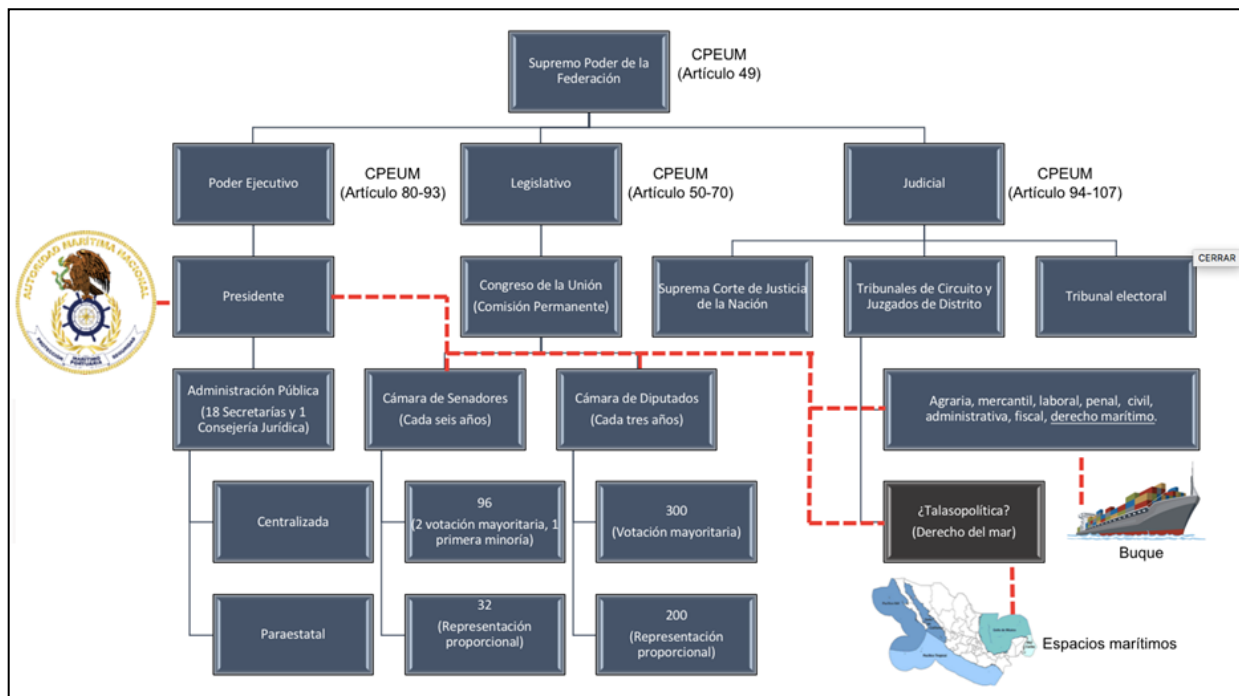 Supremo Poder de la
Federación
CPEUM
(Artículo 49)
Poder Ejecutivo
CPEUM
(Artículo 80-93)
Legislativo
CPEUM
(Artículo 50-70)
Judicial
CPEUM
(Artículo 94-107)
AUTORIDAD MARÍTIMA NACIONAL
Presidente
Congreso de la Unión
(Comisión Permanente)
Suprema Corte de Justicia
de la Nación
Tribunales de Circuito y
Juzgados de Distrito
Tribunal electoral
CERRAR
Administración Pública
(18 Secretarías y 1
Consejería Jurídica)
Cámara de Senadores
(Cada seis años)
Cámara de Diputados
(Cada tres años)
Agraria, mercantil, laboral, penal, civil,
administrativa, fiscal, derecho marítimo.
Centralizada
96
(2 votación mayoritaria, 1
primera minoría)
300
(Votación mayoritaria)
¿Talasopolítica?
(Derecho del mar)
Buque
Paraestatal
32
(Representación
proporcional)
200
(Representación
proporcional)
Espacios marítimos